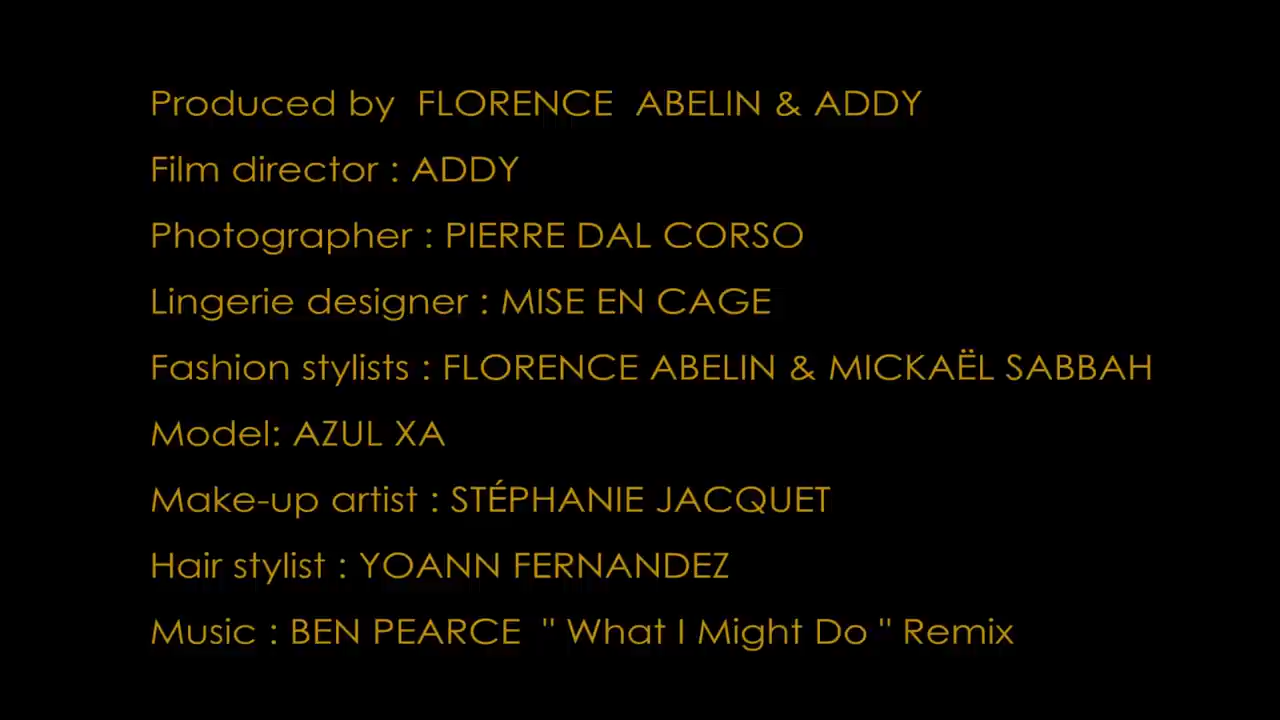 Produced by FLORENCE ABELIN & ADDY
Film director : ADDY
Photographer : PIERRE DAL CORSO
Lingerie designer : MISE EN CAGE
Fashion stylists : FLORENCE ABELIN & MICKAËL SABBAH
Model: AZUL XA
Make-up artist : STÉPHANIE JACQUET
Hair stylist : YOANN FERNANDEZ
Music : BEN PEARCE " What I Might Do " Remix